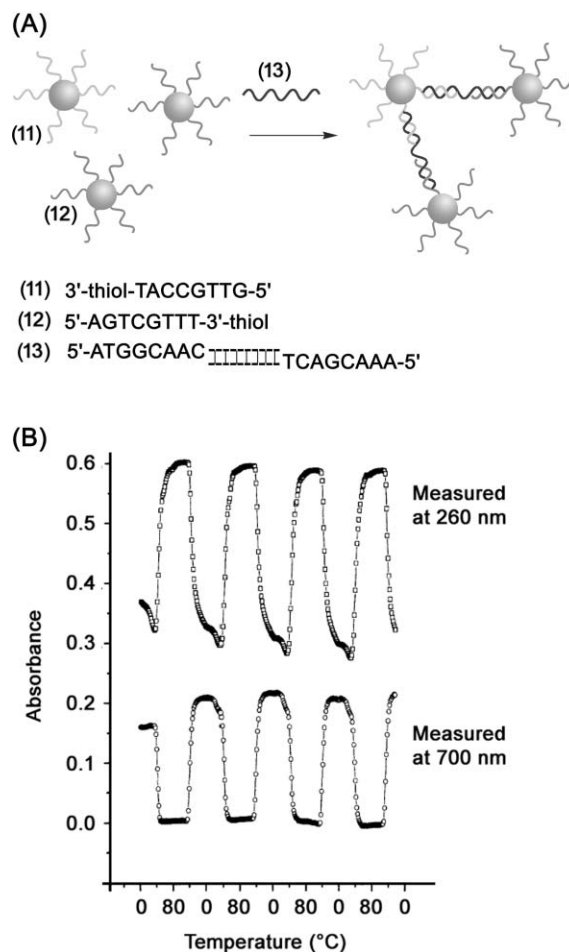 (A)
(13)
(11)
(12)
(11) 3'-thiol-TACCGTTG-5'
(12) 5'-AGTCGTTT-3'-thiol
(13) 5'-ATGGCAAC TCAGCAAA-5'
(B)
0.6
0.5
0.4
0.3
0.2
0.1
0.0
Absorbance
Measured
at 260 nm
Measured
at 700 nm
0 80 0 80 0 80 0 80 0
Temperature (°C)